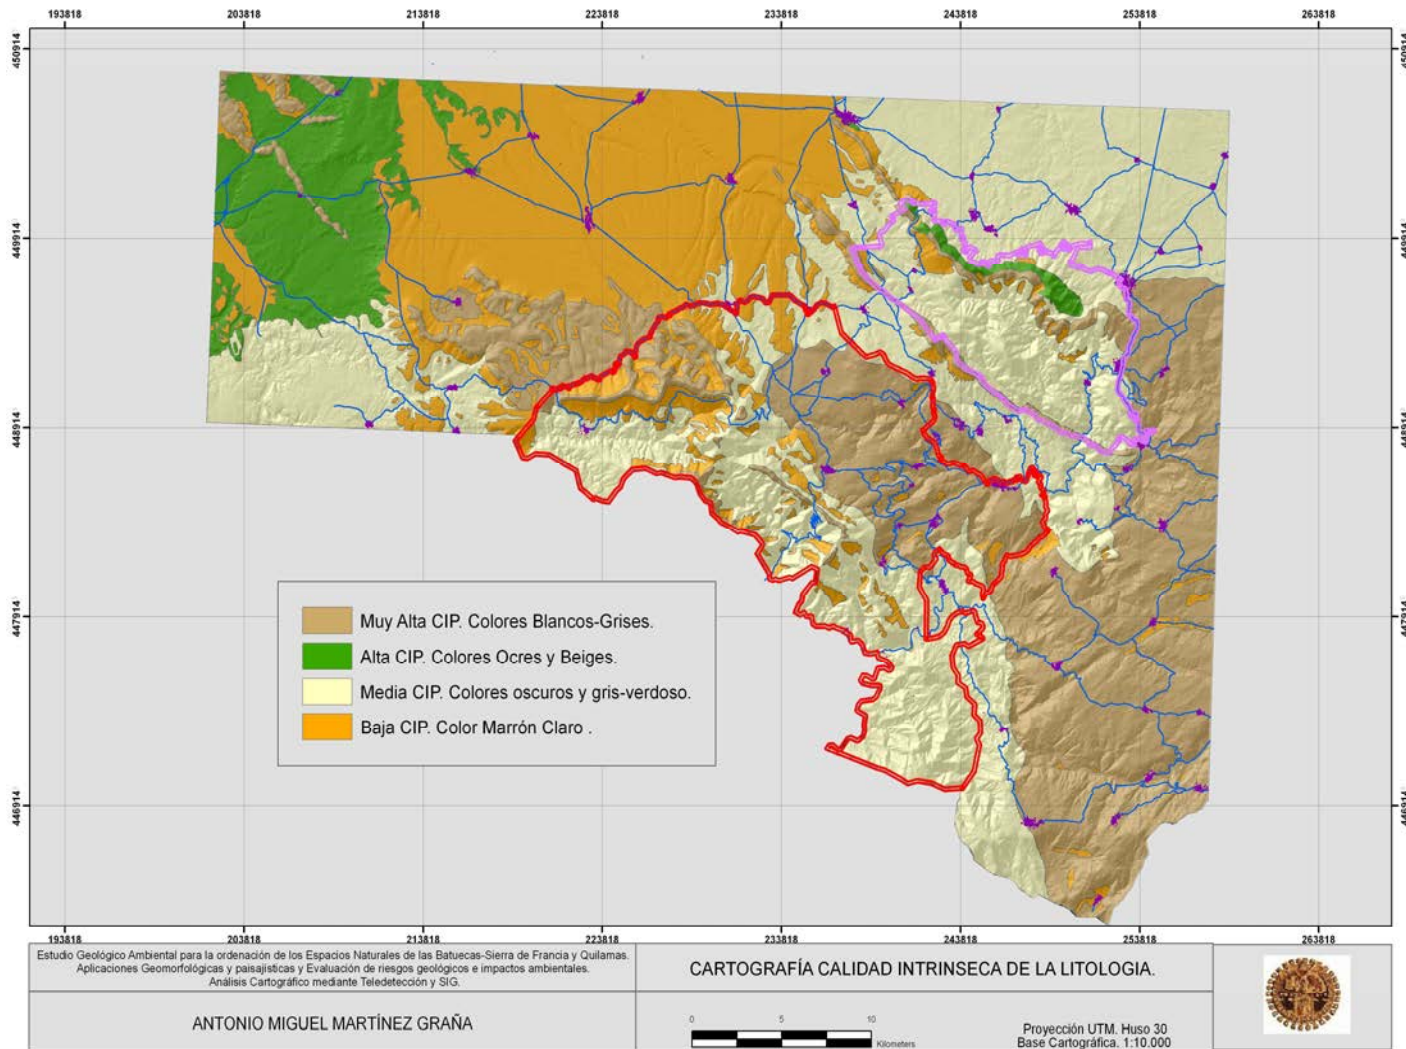 193818 203818 213818 223818 233818 243818 253818 263818
450914 450914
449914 449914
448914 448914
Muy Alta CIP. Colores Blancos-Grises.
447914 447914
Alta CIP. Colores Ocres y Beiges.
Media CIP. Colores oscuros y gris-verdoso.
Baja CIP. Color Marrón Claro .
446914 446914
193818 203818 213818 223818 233818 243818 253818 263818
Estudio Geológico Ambiental para la ordenación de los Espacios Naturales de las Batuecas-Sierra de Francia y Quilamas.
Aplicaciones Geomorfológicas y paisajísticas y Evaluación de riesgos geológicos e impactos ambientales.
Análisis Cartográfico mediante Teledetección y SIG.
CARTOGRAFÍA CALIDAD INTRINSECA DE LA LITOLOGIA.
ANTONIO MIGUEL MARTÍNEZ GRAÑA
0 5 10
Kilometers
Proyección UTM. Huso 30
Base Cartográfica. 1:10.000